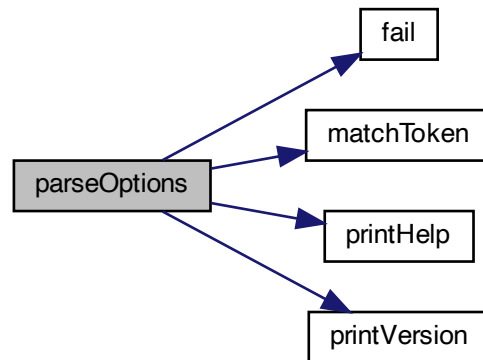 parseOptions
fail
matchToken
printHelp
printVersion